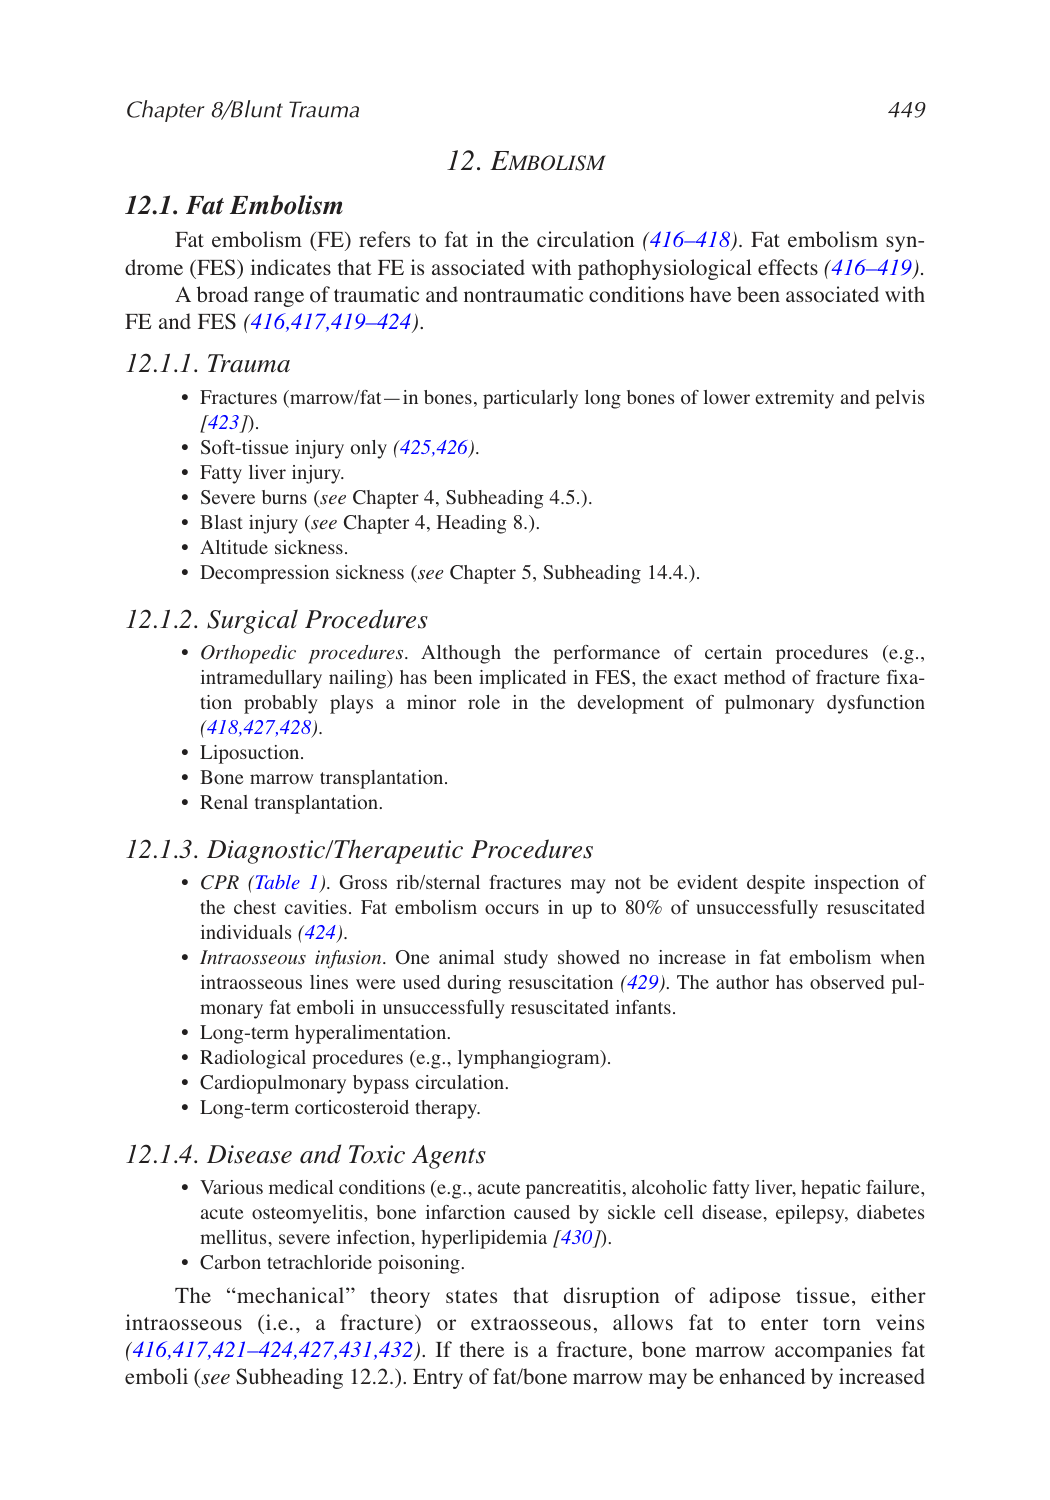 Chapter 8/Blunt Trauma 449
12. EMBOLISM
12.1. Fat Embolism
Fat embolism (FE) refers to fat in the circulation (416–418). Fat embolism syn-
drome (FES) indicates that FE is associated with pathophysiological effects (416–419).
A broad range of traumatic and nontraumatic conditions have been associated with
FE and FES (416,417,419–424).
12.1.1. Trauma
• Fractures (marrow/fat—in bones, particularly long bones of lower extremity and pelvis
[423]).
• Soft-tissue injury only (425,426).
• Fatty liver injury.
• Severe burns (see Chapter 4, Subheading 4.5.).
• Blast injury (see Chapter 4, Heading 8.).
• Altitude sickness.
• Decompression sickness (see Chapter 5, Subheading 14.4.).
12.1.2. Surgical Procedures
• Orthopedic procedures. Although the performance of certain procedures (e.g.,
intramedullary nailing) has been implicated in FES, the exact method of fracture fixa-
tion probably plays a minor role in the development of pulmonary dysfunction
(418,427,428).
• Liposuction.
• Bone marrow transplantation.
• Renal transplantation.
12.1.3. Diagnostic/Therapeutic Procedures
• CPR (Table 1). Gross rib/sternal fractures may not be evident despite inspection of
the chest cavities. Fat embolism occurs in up to 80% of unsuccessfully resuscitated
individuals (424).
• Intraosseous infusion. One animal study showed no increase in fat embolism when
intraosseous lines were used during resuscitation (429). The author has observed pul-
monary fat emboli in unsuccessfully resuscitated infants.
• Long-term hyperalimentation.
• Radiological procedures (e.g., lymphangiogram).
• Cardiopulmonary bypass circulation.
• Long-term corticosteroid therapy.
12.1.4. Disease and Toxic Agents
• Various medical conditions (e.g., acute pancreatitis, alcoholic fatty liver, hepatic failure,
acute osteomyelitis, bone infarction caused by sickle cell disease, epilepsy, diabetes
mellitus, severe infection, hyperlipidemia [430]).
• Carbon tetrachloride poisoning.
The “mechanical” theory states that disruption of adipose tissue, either
intraosseous (i.e., a fracture) or extraosseous, allows fat to enter torn veins
(416,417,421–424,427,431,432). If there is a fracture, bone marrow accompanies fat
emboli (see Subheading 12.2.). Entry of fat/bone marrow may be enhanced by increased